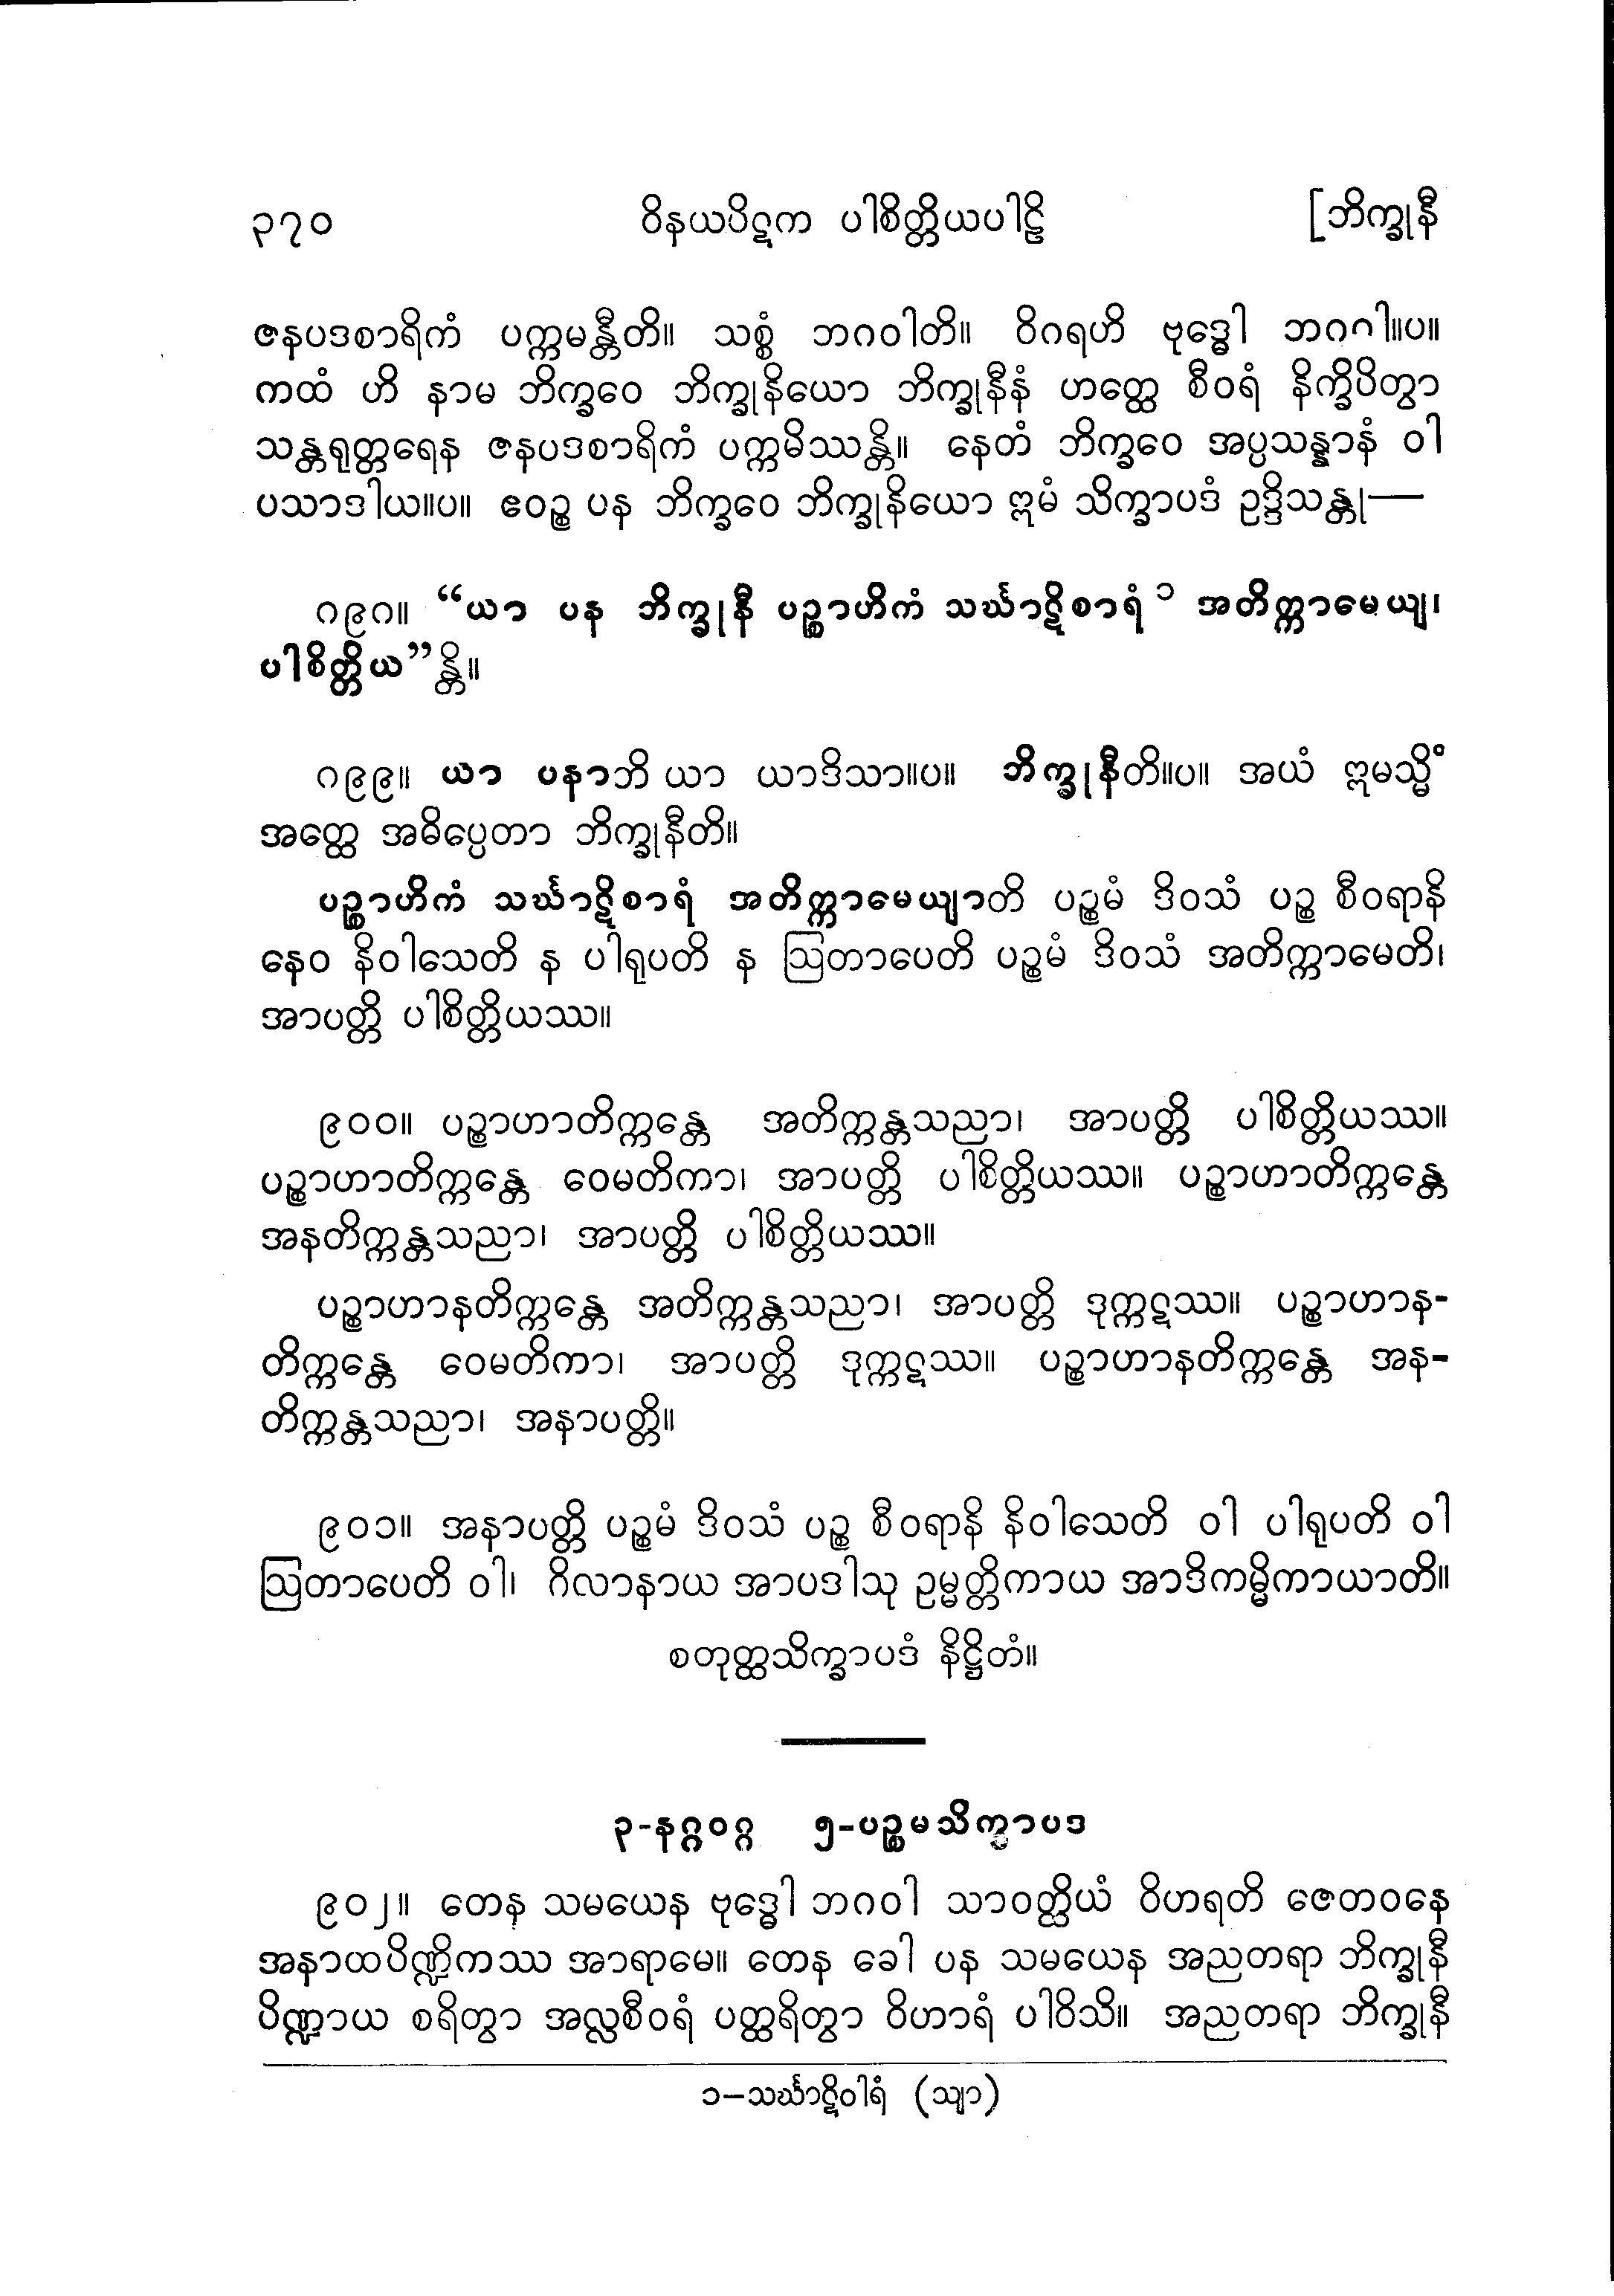 ၃၇၀ ဝိနယပိဋက ပါစိတ္တိယပါဠိ [ဘိက္ခုနီ
ဇနပဒစာရိကံ ပက္ကမန္တီတိ။ သစ္စံ ဘဂဝါတိ။ ဝိဂရဟိ ဗုဒ္ဓေါ ဘဂဂါ။ပ။
ကထံ ဟိ နာမ ဘိက္ခဝေ ဘိက္ခုနိယော ဘိက္ခုနီနံ ဟတ္ထေ စီဝရံ နိက္ခိပိတွာ
သန္တရုတ္တရေန ဇနပဒစာရိကံ ပက္ကမိဿန္တိ။ နေတံ ဘိက္ခဝေ အပ္ပသန္နာနံ ဝါ
ပသာဒါယ။ပ။ ဧဝဉ္စ ပန ဘိက္ခဝေ ဘိက္ခုနိယော ဣမံ သိက္ခာပဒံ ဥဒ္ဒိသန္တု—
ဂ၉ဂ။ “ယာ ပန ဘိက္ခုနီ ပဉ္စာဟိကံ သင်္ဃာဋိစာရံ ၁ အတိက္ကာမေယျ၊
ပါစိတ္တိယ”န္တိ။
ဂ၉၉။ ယာ ပနာဘိ ယာ ယာဒိသာ။ပ။ ဘိက္ခုနီတိ။ပ။ အယံ ဣမသ္မိံ
အတ္ထေ အဓိပ္ပေတာ ဘိက္ခုနီတိ။
ပဉ္စာဟိကံ သင်္ဃာဋိစာရံ အတိက္ကာမေယျာတိ ပဉ္စမံ ဒိဝသံ ပဉ္စ စီဝရာနိ
နေဝ နိဝါသေတိ န ပါရုပတိ န ဩတာပေတိ ပဉ္စမံ ဒိဝသံ အတိက္ကာမေတိ၊
အာပတ္တိ ပါစိတ္တိယဿ။
၉၀၀။ ပဉ္စာဟာတိက္ကန္တေ အတိက္ကန္တသညာ၊ အာပတ္တိ ပါစိတ္တိယဿ။
ပဉ္စာဟာတိက္ကန္တေ ဝေမတိကာ၊ အာပတ္တိ ပါစိတ္တိယဿ။ ပဉ္စာဟာတိက္ကန္တေ
အနတိက္ကန္တသညာ၊ အာပတ္တိ ပါစိတ္တိယဿ။
ပဉ္စာဟာနတိက္ကန္တေ အတိက္ကန္တသညာ၊ အာပတ္တိ ဒုက္ကဋဿ။ ပဉ္စာဟာန-
တိက္ကန္တေ ဝေမတိကာ၊ အာပတ္တိ ဒုက္ကဋဿ။ ပဉ္စာဟာနတိက္ကန္တေ အန-
တိက္ကန္တသညာ၊ အနာပတ္တိ။
၉၀၁။ အနာပတ္တိ ပဉ္စမံ ဒိဝသံ ပဉ္စ စီဝရာနိ နိဝါသေတိ ဝါ ပါရုပတိ ဝါ
ဩတာပေတိ ဝါ၊ ဂိလာနာယ အာပဒါသု ဥမ္မတ္တိကာယ အာဒိကမ္မိကာယာတိ။
စတုတ္ထသိက္ခာပဒံ နိဋ္ဌိတံ။
၃-နဂ္ဂဝဂ္ဂ ၅-ပဉ္စမသိက္ခာပဒ
၉၀၂။ တေန သမယေန ဗုဒ္ဓေါ ဘဂဝါ သာဝတ္ထိယံ ဝိဟရတိ ဇေတဝနေ
အနာထပိဏ္ဍိကဿ အာရာမေ။ တေန ခေါ ပန သမယေန အညတရာ ဘိက္ခုနီ
ပိဏ္ဍာယ စရိတွာ အလ္လစီဝရံ ပတ္ထရိတွာ ဝိဟာရံ ပါဝိသိ။ အညတရာ ဘိက္ခုနီ
၁—သင်္ဃာဋိဝါရံ (သျာ)